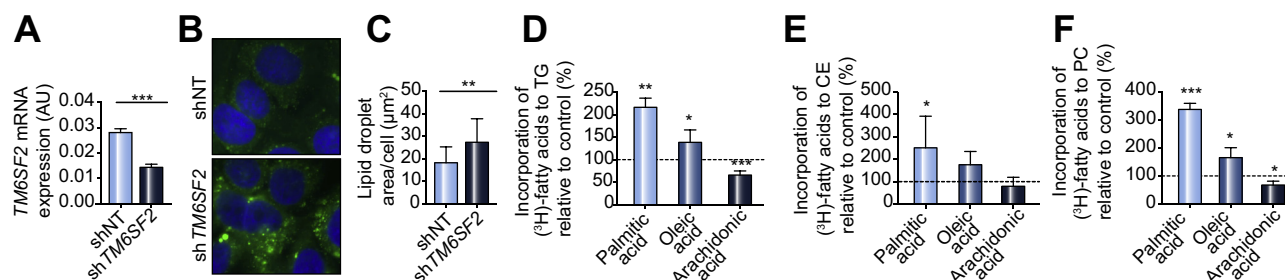 A
TM6SF2 mRNA
expression (AU)
0.04
0.03
0.02
0.01
0.00
***
shNT
shTM6SF2
B
shNT
shTM6SF2
C
Lipid droplet
area/cell (μm²)
50
40
30
20
10
0
**
shNT
shTM6SF2
D
Incorporation of
(³H)-fatty acids to TG
relative to control (%)
250
200
150
100
50
0
**
*
***
Palmitic
acid
Oleic
acid
Arachidonic
acid
E
Incorporation of
(³H)-fatty acids to CE
relative to control (%)
500
400
300
200
100
0
*
Palmitic
acid
Oleic
acid
Arachidonic
acid
F
Incorporation of
(³H)-fatty acids to PC
relative to control (%)
400
300
200
100
0
***
*
*
Palmitic
acid
Oleic
acid
Arachidonic
acid